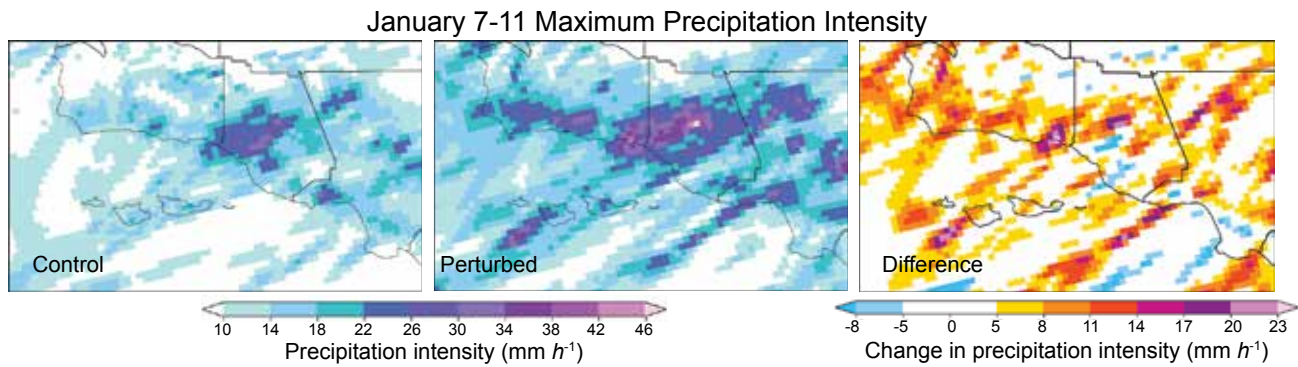 January 7-11 Maximum Precipitation Intensity
Control
Perturbed
Difference
10 14 18 22 26 30 34 38 42 46
Precipitation intensity (mm h⁻¹)
-8 -5 0 5 8 11 14 17 20 23
Change in precipitation intensity (mm h⁻¹)